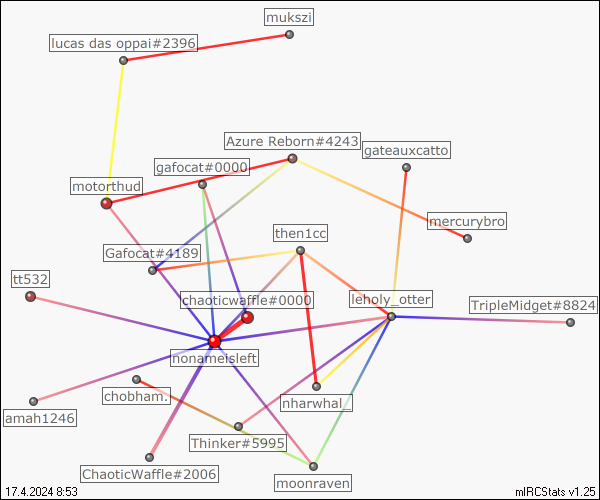 mukszi
lucas das oppai#2396
Azure Reborn#4243
gateauxcatto
gafocat#0000
motorthud
mercurybro
then1cc
Gafocat#4189
tt532
chaoticwaffle#0000
leholy_otter
TripleMidget#8824
nonameisleft
chobham.
nharwhal_
amah1246
Thinker#5995
ChaoticWaffle#2006
moonraven
17.4.2024 8:53
mIRCStats v1.25